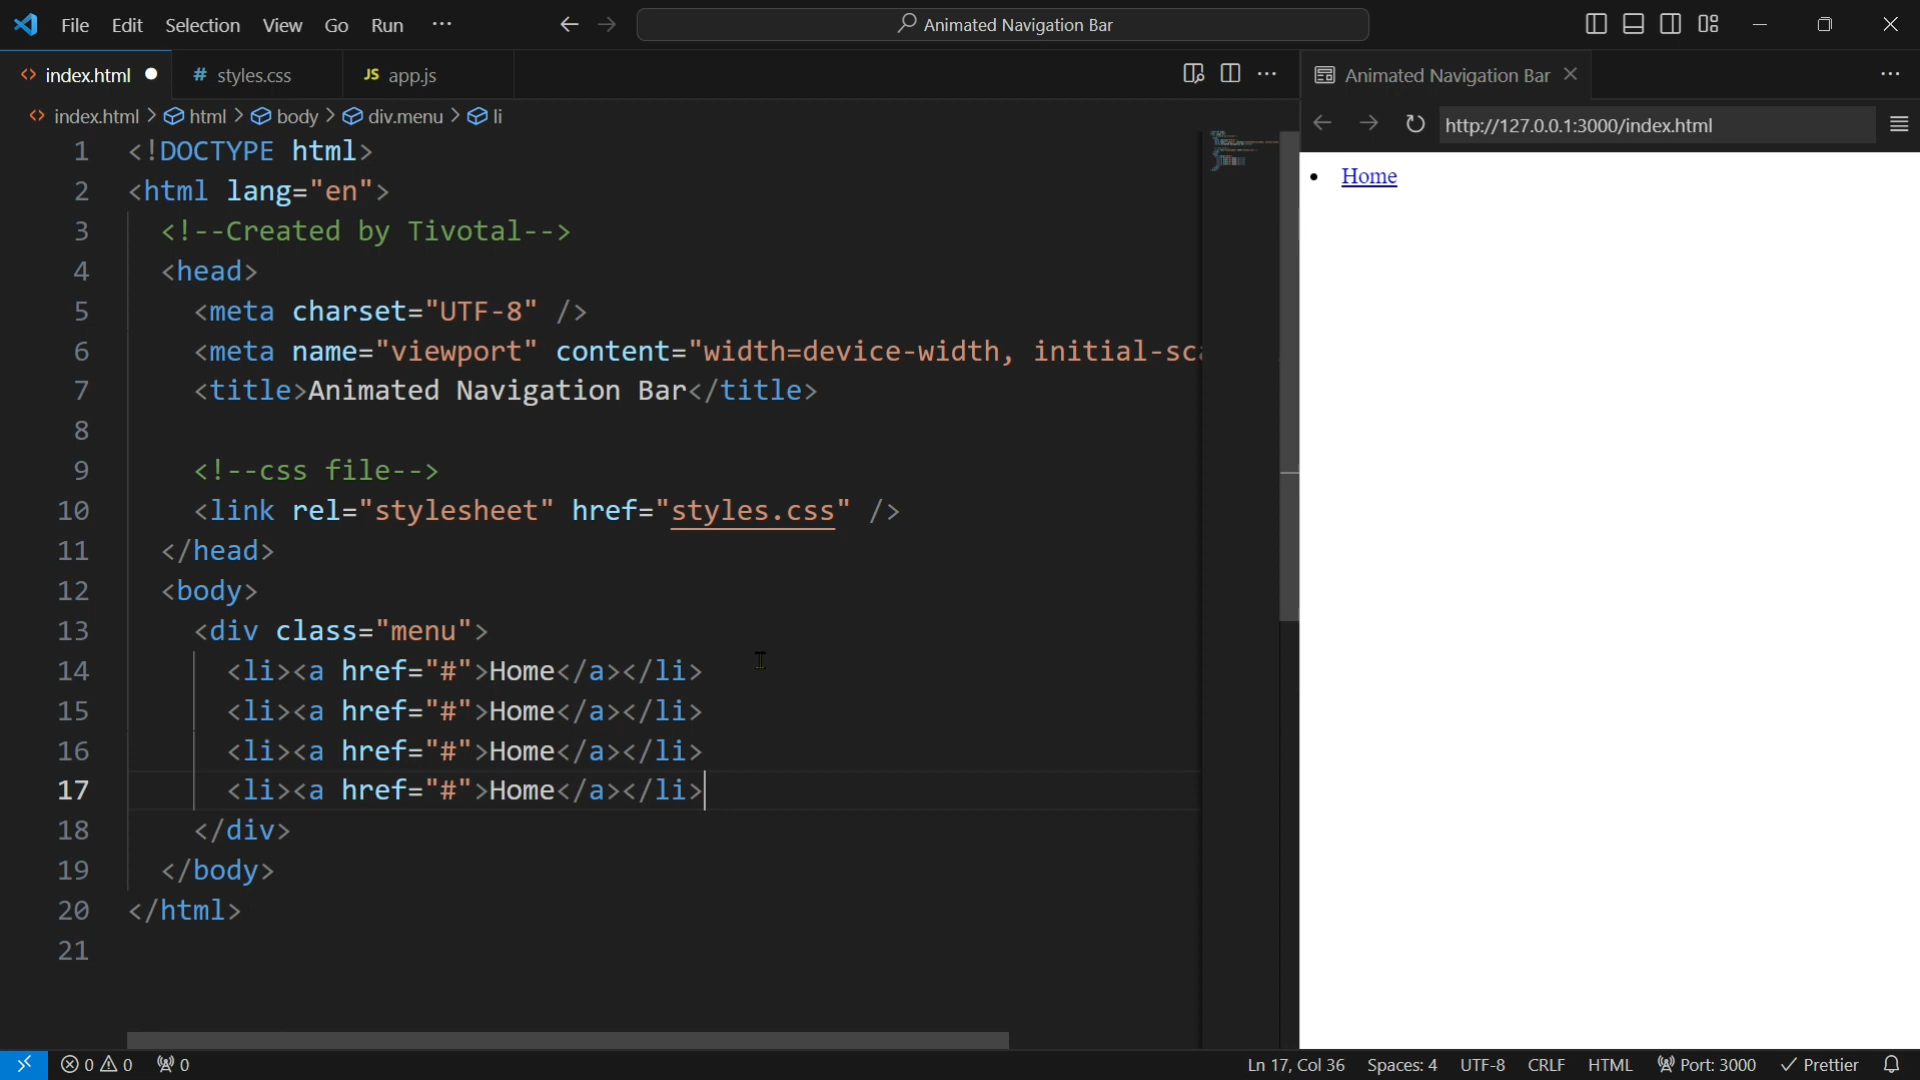 File Edit Selection View Go Run ··· Animated Navigation Bar
index.html # styles.css JS app.js Animated Navigation Bar
index.html > html > body > div.menu > li
http://127.0.0.1:3000/index.html
1 <!DOCTYPE html>
2 <html lang="en">
3 <!--Created by Tivotal-->
4 <head>
5 <meta charset="UTF-8" />
6 <meta name="viewport" content="width=device-width, initial-sc
7 <title>Animated Navigation Bar</title>
8
9 <!--css file-->
10 <link rel="stylesheet" href="styles.css" />
11 </head>
12 <body>
13 <div class="menu">
14 <li><a href="#">Home</a></li>
15 <li><a href="#">Home</a></li>
16 <li><a href="#">Home</a></li>
17 <li><a href="#">Home</a></li>
18 </div>
19 </body>
20 </html>
21
• Home
0 0 0 Ln 17, Col 36 Spaces: 4 UTF-8 CRLF HTML Port: 3000 Prettier